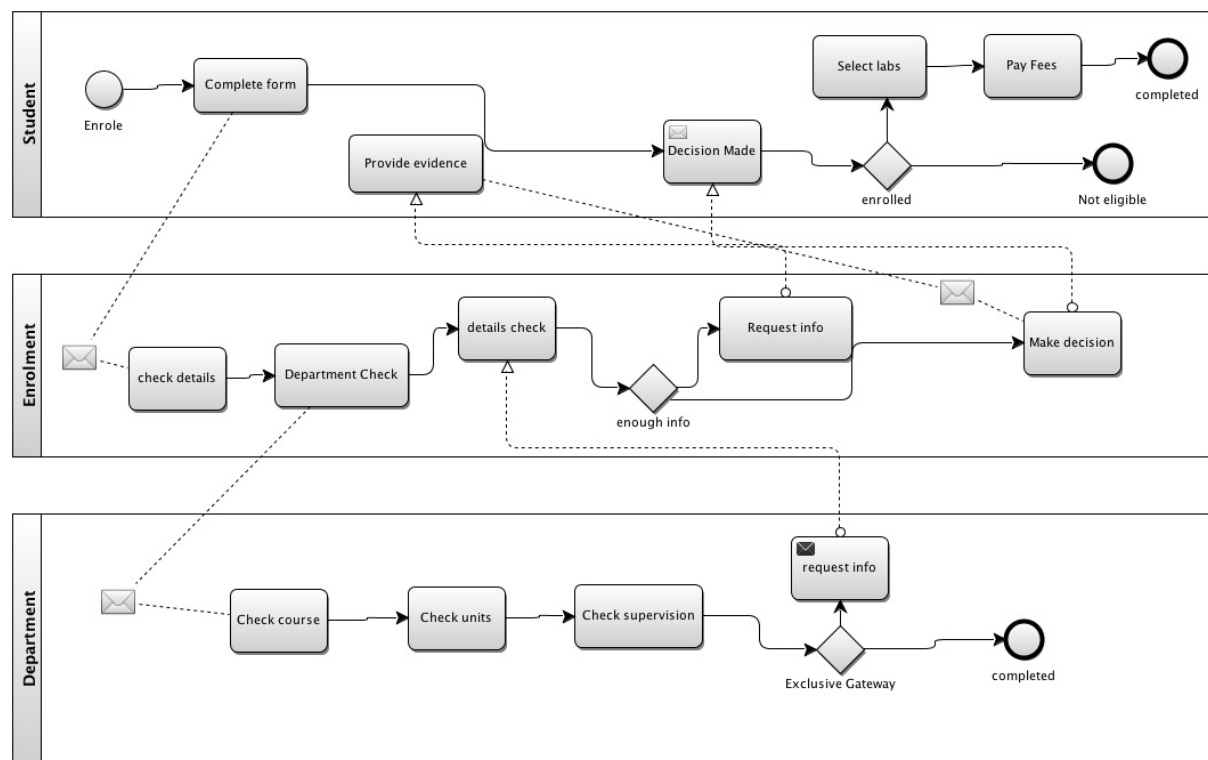 Student
Enrole
Complete form
Provide evidence
Decision Made
enrolled
Select labs
Pay Fees
completed
Not eligible
Enrolment
check details
Department Check
details check
enough info
Request info
Make decision
Department
Check course
Check units
Check supervision
request info
Exclusive Gateway
completed